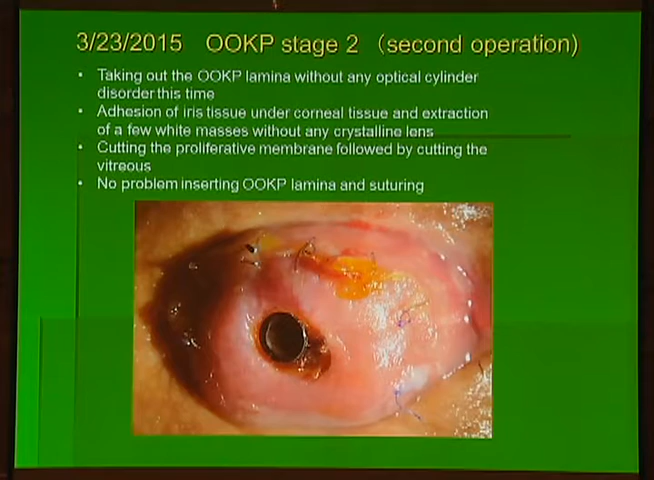 3/23/2015 OOKP stage 2 （second operation)
• Taking out the OOKP lamina without any optical cylinder
disorder this time
• Adhesion of iris tissue under corneal tissue and extraction
of a few white masses without any crystalline lens
• Cutting the proliferative membrane followed by cutting the
vitreous
• No problem inserting OOKP lamina and suturing